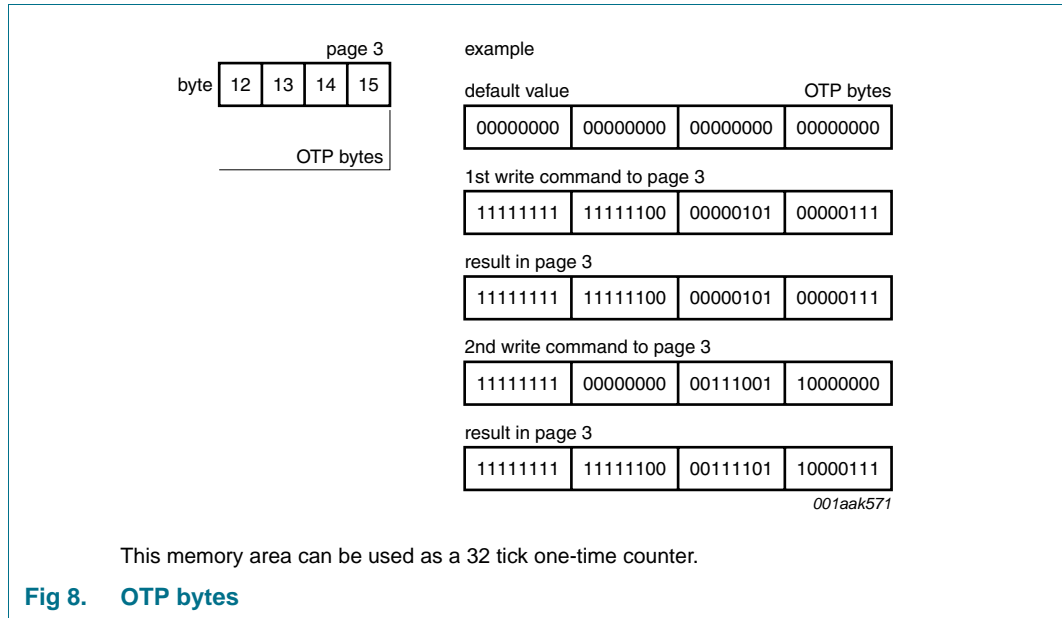 page 3
byte 12 13 14 15
OTP bytes
example
default value OTP bytes
00000000 00000000 00000000 00000000
1st write command to page 3
11111111 11111100 00000101 00000111
result in page 3
11111111 11111100 00000101 00000111
2nd write command to page 3
11111111 00000000 00111001 10000000
result in page 3
11111111 11111100 00111101 10000111
001aak571
This memory area can be used as a 32 tick one-time counter.
Fig 8. OTP bytes